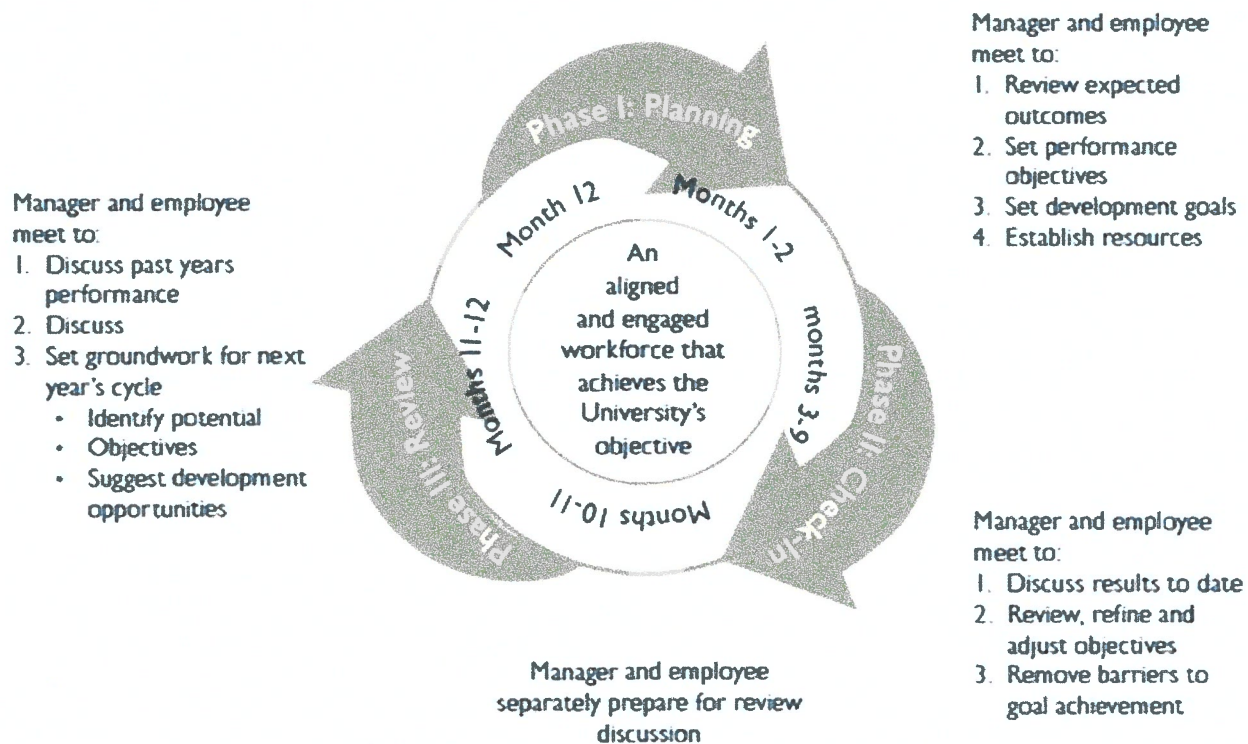 Manager and employee
meet to:
1. Review expected
outcomes
2. Set performance
objectives
3. Set development goals
4. Establish resources
Phase I: Planning
Month 12
Months 1-2
Manager and employee
meet to:
1. Discuss past years
performance
2. Discuss
3. Set groundwork for next
year's cycle
• Identify potential
• Objectives
• Suggest development
opportunities
Phase III: Review
Months 11-12
An
aligned
and engaged
workforce that
achieves the
University's
objective
months 3-9
Phase II: Check-In
Months 10-11
Manager and employee
meet to:
1. Discuss results to date
2. Review, refine and
adjust objectives
3. Remove barriers to
goal achievement
Manager and employee
separately prepare for review
discussion